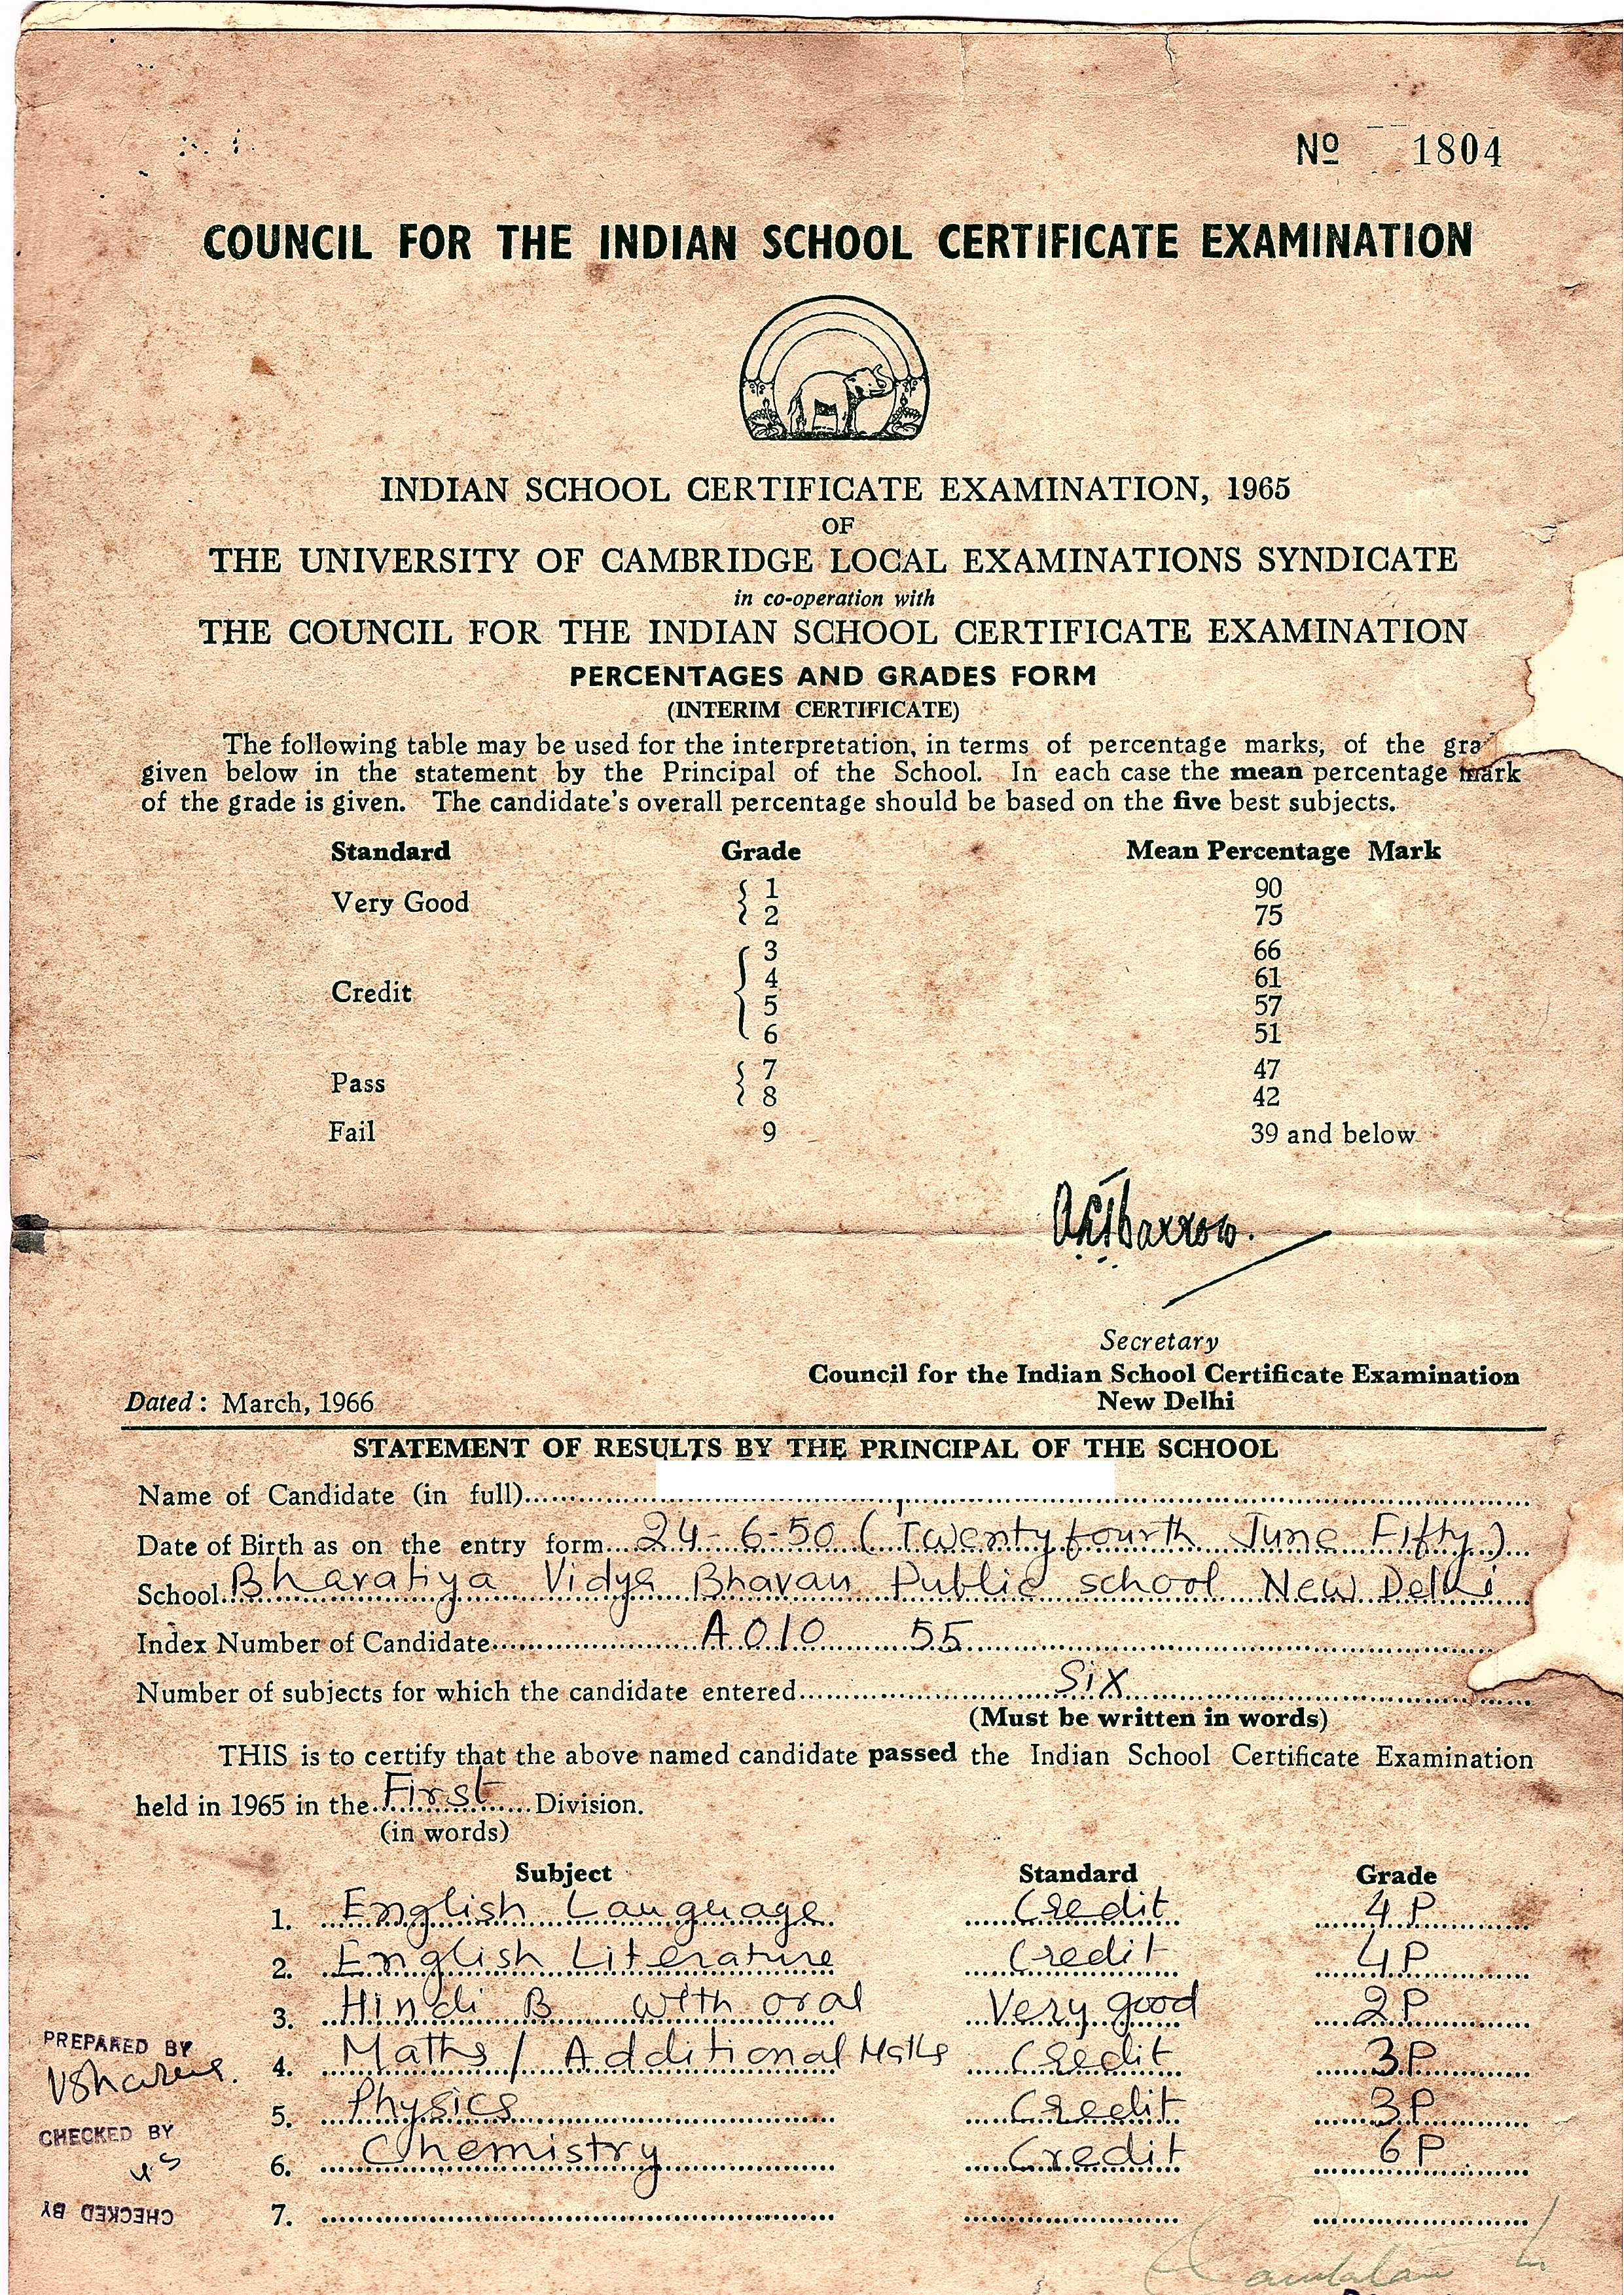 Nº 1804
COUNCIL FOR THE INDIAN SCHOOL CERTIFICATE EXAMINATION
INDIAN SCHOOL CERTIFICATE EXAMINATION, 1965
OF
THE UNIVERSITY OF CAMBRIDGE LOCAL EXAMINATIONS SYNDICATE
in co-operation with
THE COUNCIL FOR THE INDIAN SCHOOL CERTIFICATE EXAMINATION
PERCENTAGES AND GRADES FORM
(INTERIM CERTIFICATE)
The following table may be used for the interpretation, in terms of percentage marks, of the gra
given below in the statement by the Principal of the School. In each case the mean percentage mark
of the grade is given. The candidate's overall percentage should be based on the five best subjects.
Standard Grade Mean Percentage Mark
Very Good 1 90
2 75
3 66
4 61
Credit 5 57
6 51
7 47
Pass 8 42
Fail 9 39 and below
Secretary
Council for the Indian School Certificate Examination
Dated : March, 1966 New Delhi
STATEMENT OF RESULTS BY THE PRINCIPAL OF THE SCHOOL
Name of Candidate (in full)
Date of Birth as on the entry form 24-6-50 (Twentyfourth June Fifty)
School Bharatiya Vidya Bhavan Public school New Delhi
Index Number of Candidate A 010 55
Number of subjects for which the candidate entered Six
(Must be written in words)
THIS is to certify that the above named candidate passed the Indian School Certificate Examination
held in 1965 in the First Division.
(in words)
Subject Standard Grade
1. English Language Credit 4 P
2. English Literature Credit 4P
3. Hindi B with oral Very good 2P
PREPARED BY
4. Maths / Additional Maths Credit 3P
5. Physics Credit 3P
CHECKED BY
6. Chemistry Credit 6P
CHECKED BY
7.